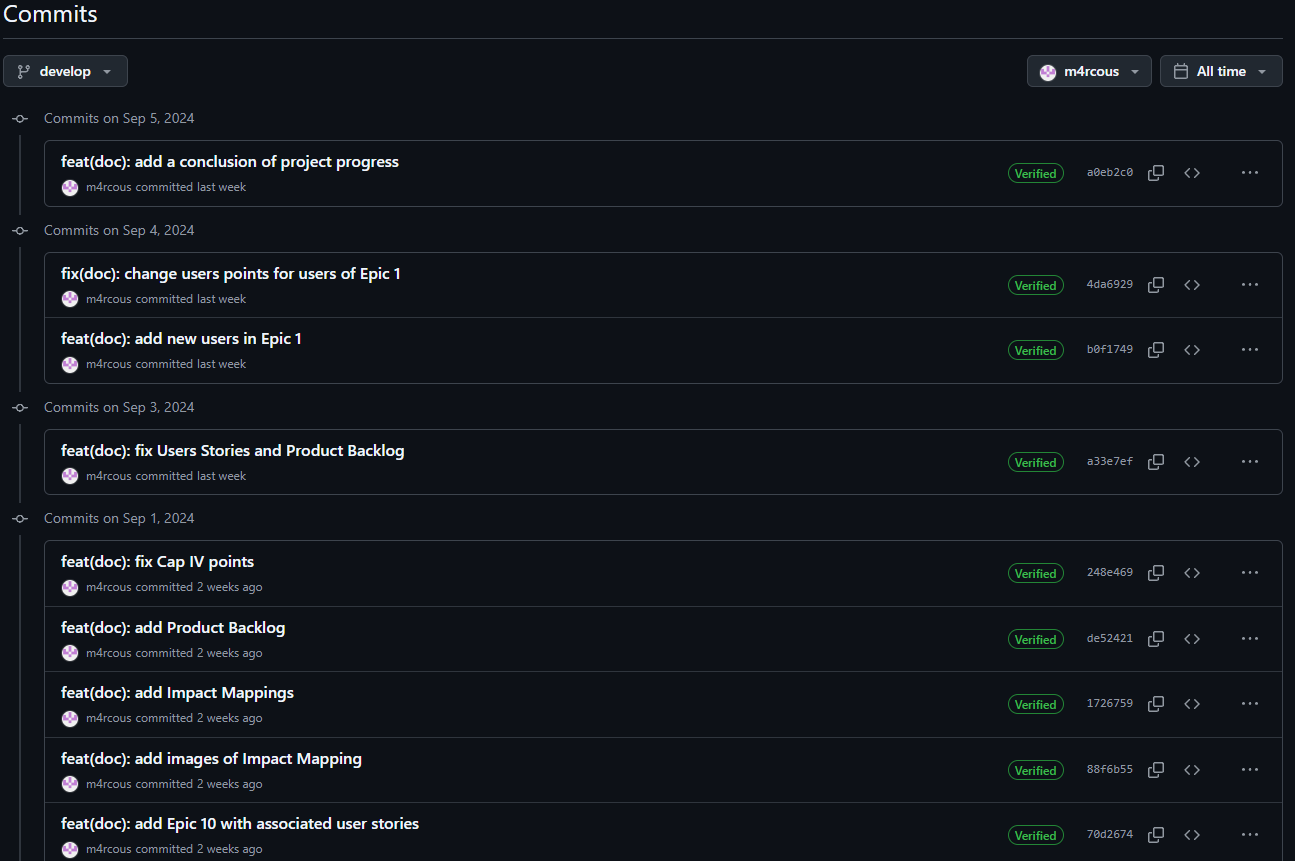 Commits
develop
m4rcous
All time
Commits on Sep 5, 2024
feat(doc): add a conclusion of project progress
m4rcous committed last week
Verified
a0eb2c0
Commits on Sep 4, 2024
fix(doc): change users points for users of Epic 1
m4rcous committed last week
Verified
4da6929
feat(doc): add new users in Epic 1
m4rcous committed last week
Verified
b0f1749
Commits on Sep 3, 2024
feat(doc): fix Users Stories and Product Backlog
m4rcous committed last week
Verified
a33e7ef
Commits on Sep 1, 2024
feat(doc): fix Cap IV points
m4rcous committed 2 weeks ago
Verified
248e469
feat(doc): add Product Backlog
m4rcous committed 2 weeks ago
Verified
de52421
feat(doc): add Impact Mappings
m4rcous committed 2 weeks ago
Verified
1726759
feat(doc): add images of Impact Mapping
m4rcous committed 2 weeks ago
Verified
88f6b55
feat(doc): add Epic 10 with associated user stories
m4rcous committed 2 weeks ago
Verified
70d2674